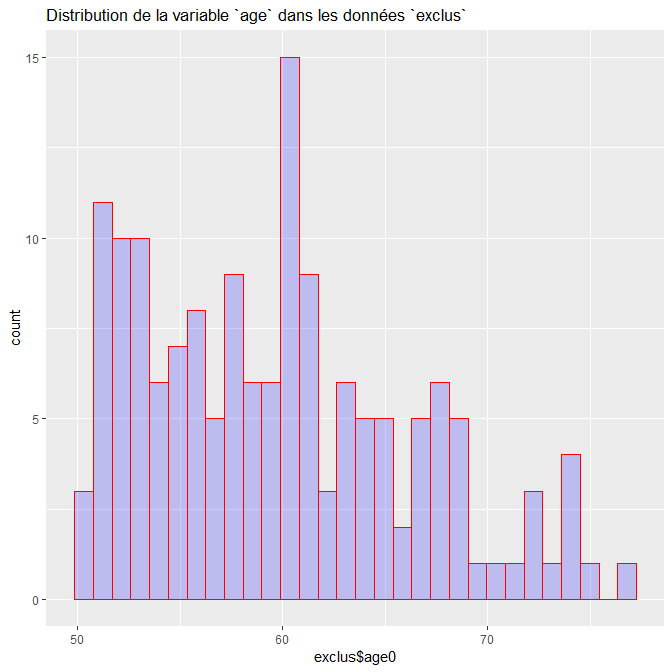 Distribution de la variable `age` dans les données `exclus`
15
10
5
0
count
50 60 70
exclus$age0